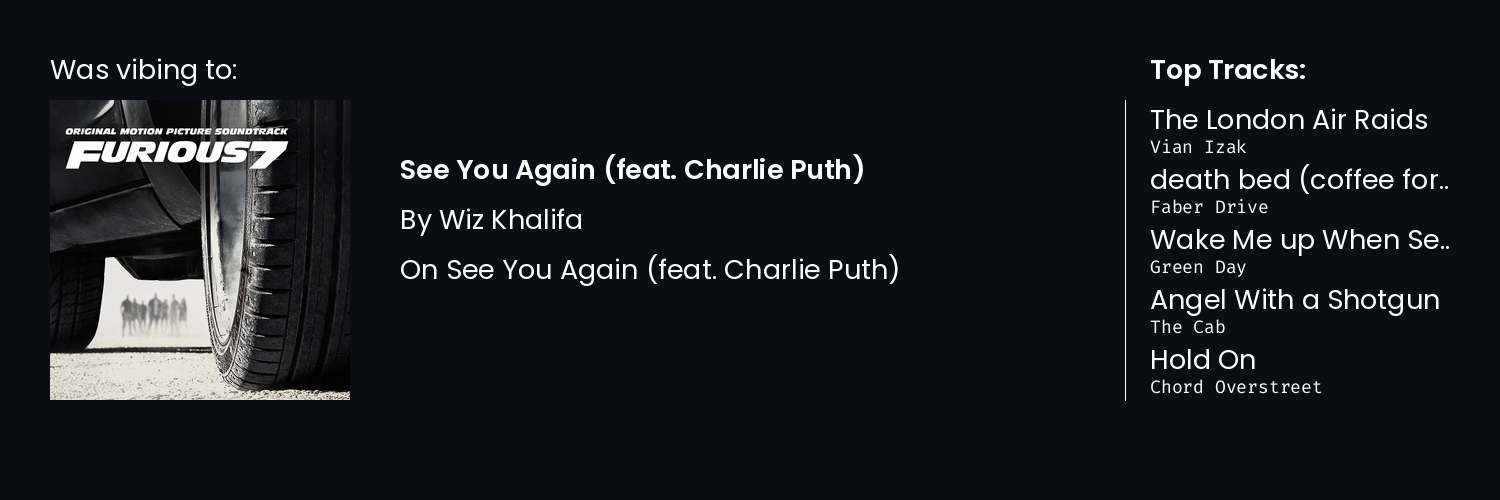 Was vibing to:
ORIGINAL MOTION PICTURE SOUNDTRACK
FURIOUS 7
See You Again (feat. Charlie Puth)
By Wiz Khalifa
On See You Again (feat. Charlie Puth)
Top Tracks:
The London Air Raids
Vian Izak
death bed (coffee for..
Faber Drive
Wake Me up When Se..
Green Day
Angel With a Shotgun
The Cab
Hold On
Chord Overstreet